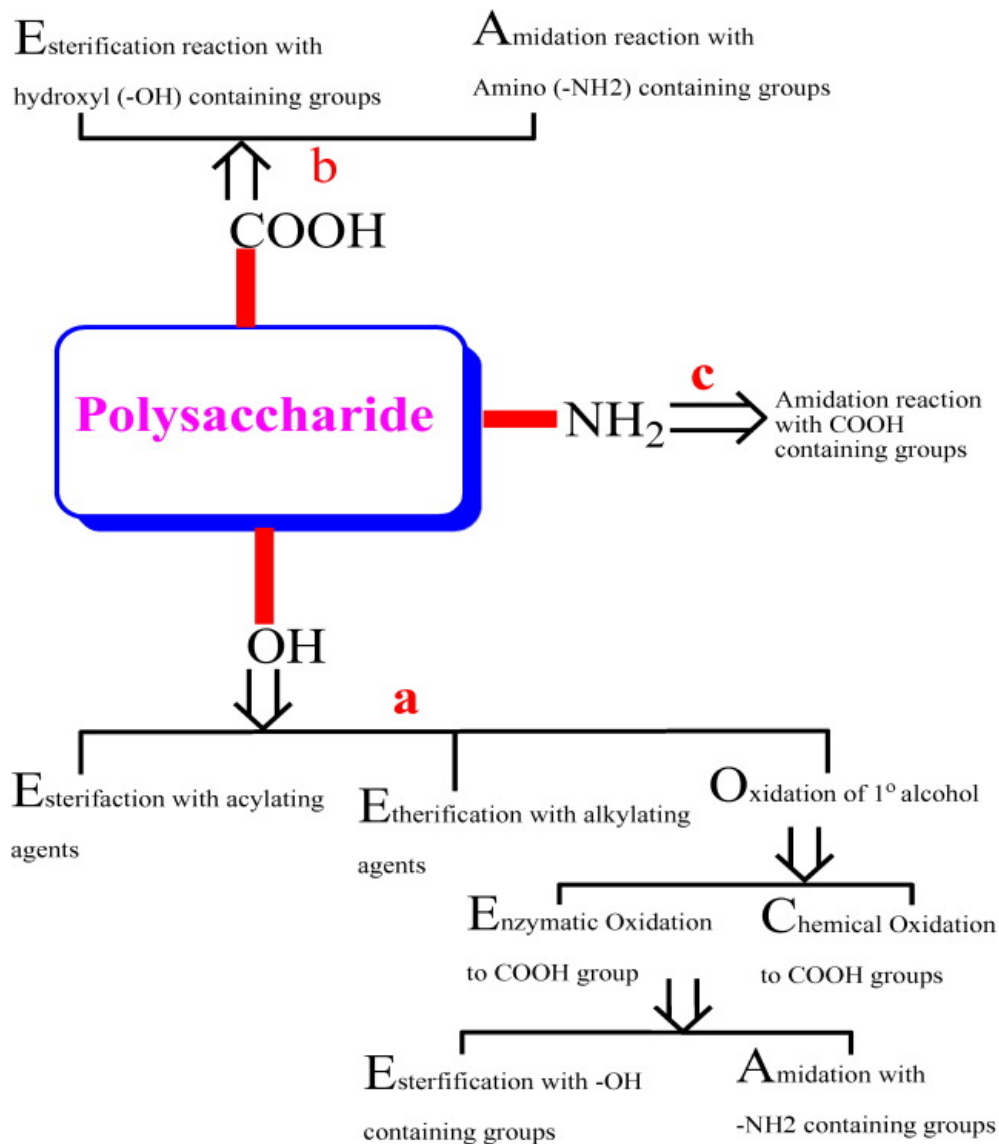 Esterification reaction with
hydroxyl (-OH) containing groups
Amidation reaction with
Amino (-NH2) containing groups
b
COOH
Polysaccharide
NH₂
c
Amidation reaction
with COOH
containing groups
OH
a
Esterifaction with acylating
agents
Etherification with alkylating
agents
Oxidation of 1° alcohol
Enzymatic Oxidation
to COOH group
Chemical Oxidation
to COOH groups
Esterfification with -OH
containing groups
Amidation with
-NH2 containing groups